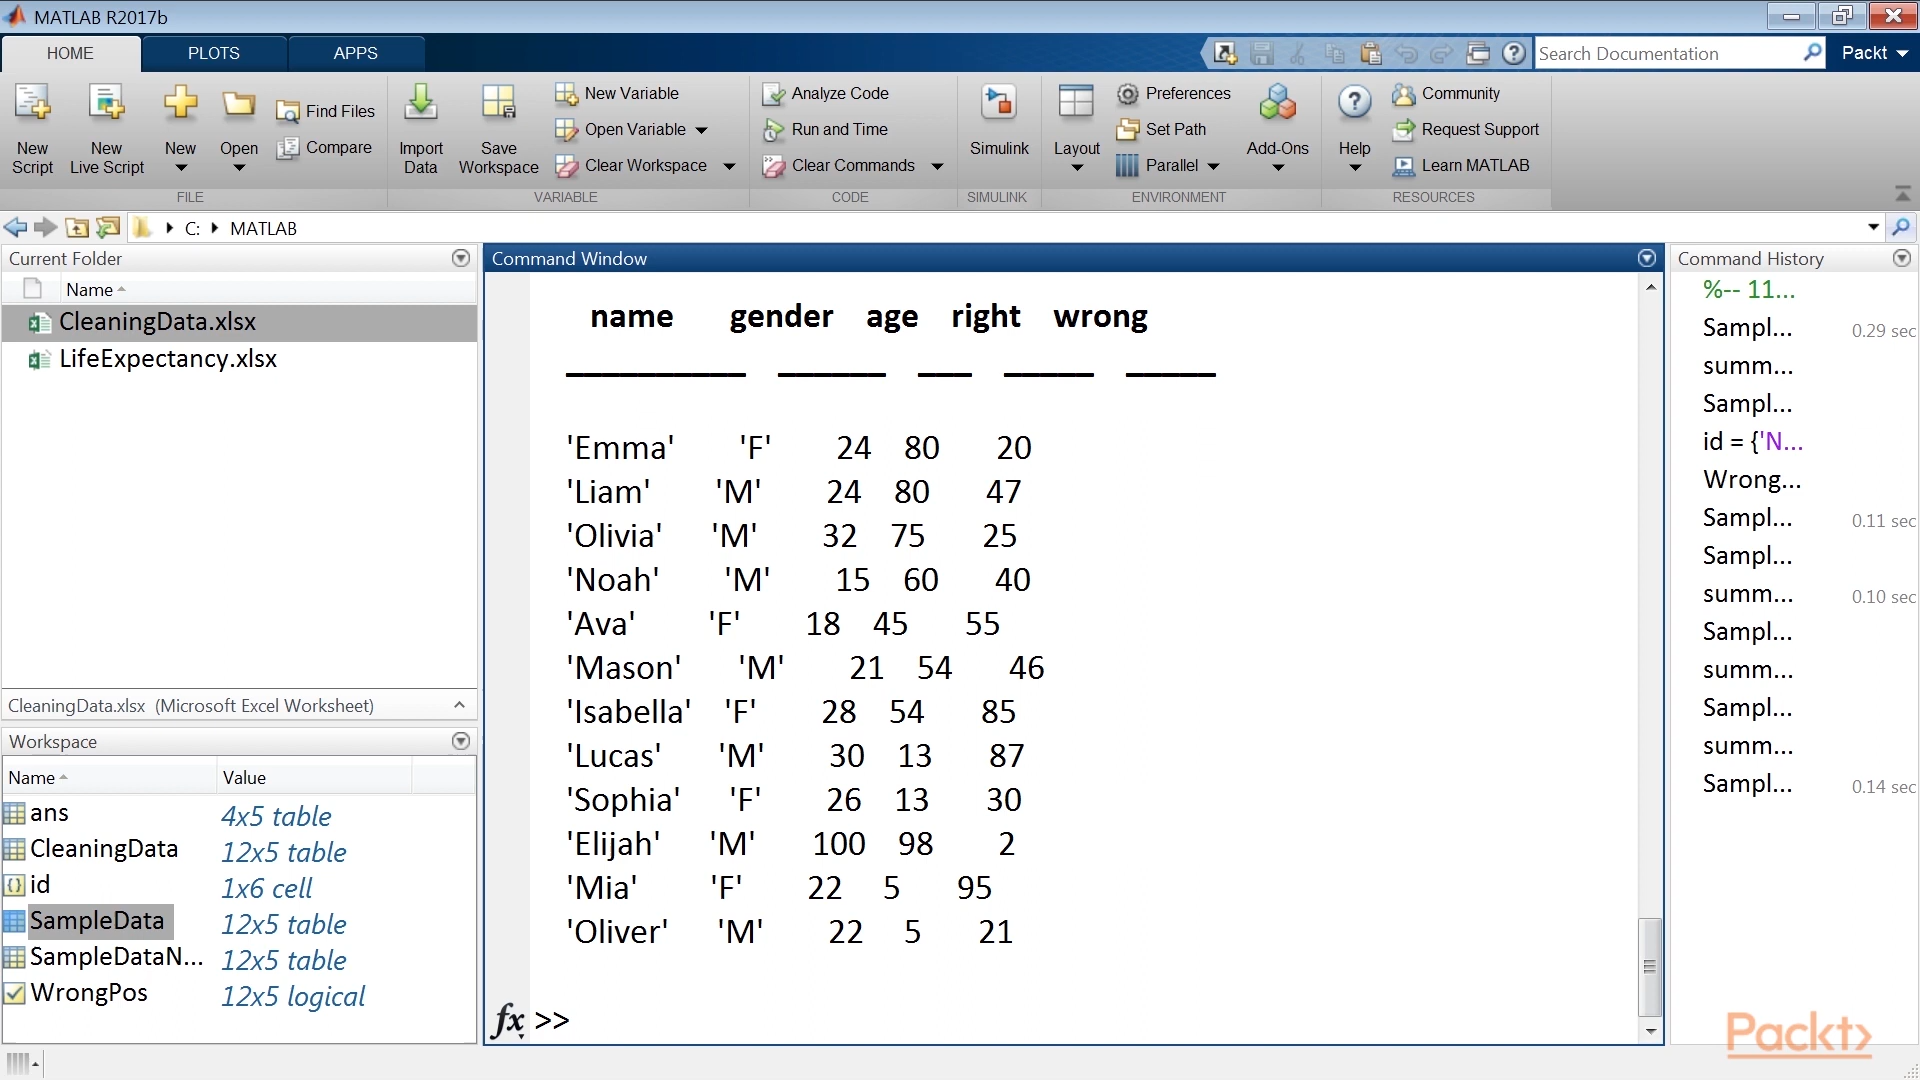 MATLAB R2017b
HOME PLOTS APPS Search Documentation Packt
New Script
New Live Script
New
Open
Find Files
Compare
Import Data
Save Workspace
New Variable
Open Variable
Clear Workspace
Analyze Code
Run and Time
Clear Commands
Simulink
Layout
Preferences
Set Path
Parallel
Add-Ons
Help
Community
Request Support
Learn MATLAB
FILE VARIABLE CODE SIMULINK ENVIRONMENT RESOURCES
C: MATLAB
Current Folder
Name
CleaningData.xlsx
LifeExpectancy.xlsx
CleaningData.xlsx (Microsoft Excel Worksheet)
Workspace
Name Value
ans 4x5 table
CleaningData 12x5 table
id 1x6 cell
SampleData 12x5 table
SampleDataN... 12x5 table
WrongPos 12x5 logical
Command Window
name gender age right wrong
__________ ______ ___ _____ _____
'Emma' 'F' 24 80 20
'Liam' 'M' 24 80 47
'Olivia' 'M' 32 75 25
'Noah' 'M' 15 60 40
'Ava' 'F' 18 45 55
'Mason' 'M' 21 54 46
'Isabella' 'F' 28 54 85
'Lucas' 'M' 30 13 87
'Sophia' 'F' 26 13 30
'Elijah' 'M' 100 98 2
'Mia' 'F' 22 5 95
'Oliver' 'M' 22 5 21
fx >>
Command History
%-- 11...
Sampl... 0.29 sec
summ...
Sampl...
id = {'N...
Wrong...
Sampl... 0.11 sec
Sampl...
summ... 0.10 sec
Sampl...
summ...
Sampl...
summ...
Sampl... 0.14 sec
Packt>